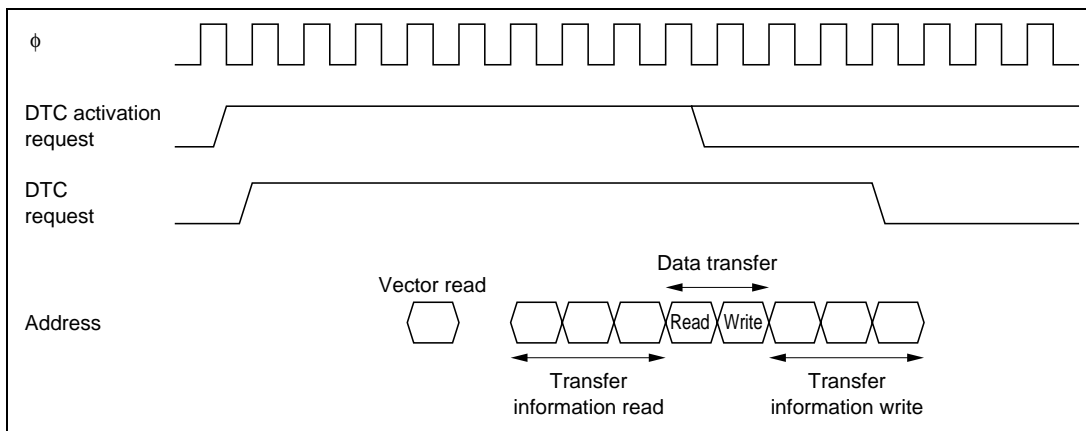 ϕ
DTC activation
request
DTC
request
Data transfer
Vector read
Address
Read Write
Transfer
information read
Transfer
information write